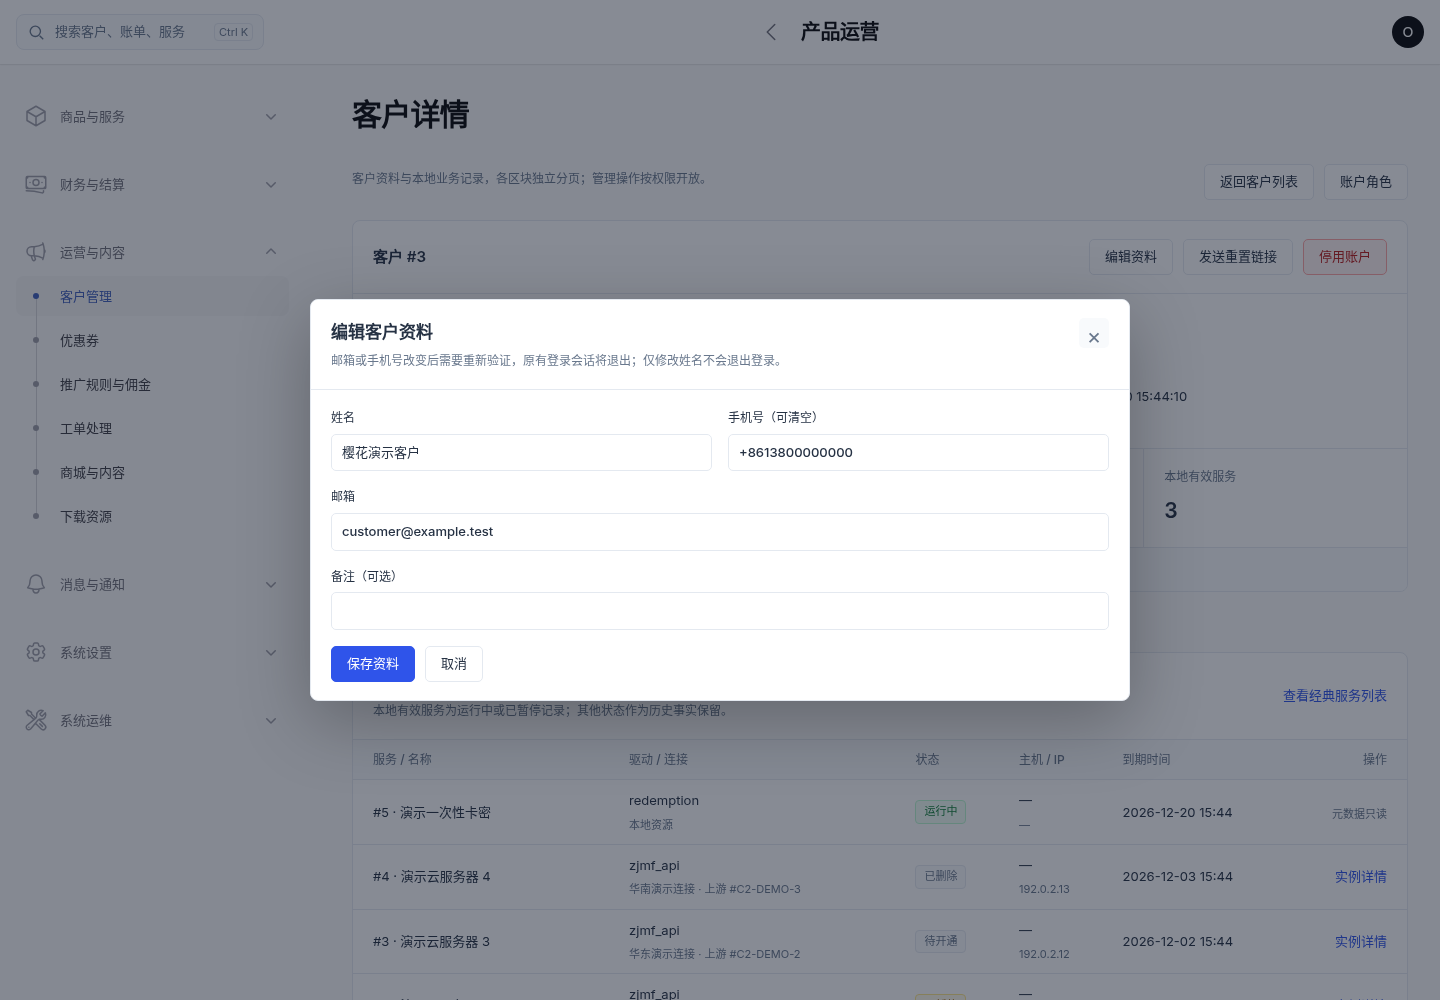 搜索客户、账单、服务
Ctrl K
产品运营
O
商品与服务
财务与结算
运营与内容
客户管理
优惠券
推广规则与佣金
工单处理
商城与内容
下载资源
消息与通知
系统设置
系统运维
客户详情
客户资料与本地业务记录，各区块独立分页；管理操作按权限开放。
返回客户列表
账户角色
客户 #3
编辑资料
发送重置链接
停用账户
15:44:10
本地有效服务
3
编辑客户资料
邮箱或手机号改变后需要重新验证，原有登录会话将退出；仅修改姓名不会退出登录。
×
姓名
手机号（可清空）
樱花演示客户
+8613800000000
邮箱
customer@example.test
备注（可选）
保存资料
取消
查看经典服务列表
本地有效服务为运行中或已暂停记录；其他状态作为历史事实保留。
服务 / 名称
驱动 / 连接
状态
主机 / IP
到期时间
操作
#5 · 演示一次性卡密
redemption
本地资源
运行中
—
—
2026-12-20 15:44
元数据只读
#4 · 演示云服务器 4
zjmf_api
华南演示连接 · 上游 #C2-DEMO-3
已删除
—
192.0.2.13
2026-12-03 15:44
实例详情
#3 · 演示云服务器 3
zjmf_api
华东演示连接 · 上游 #C2-DEMO-2
待开通
—
192.0.2.12
2026-12-02 15:44
实例详情
zjmf_api
—